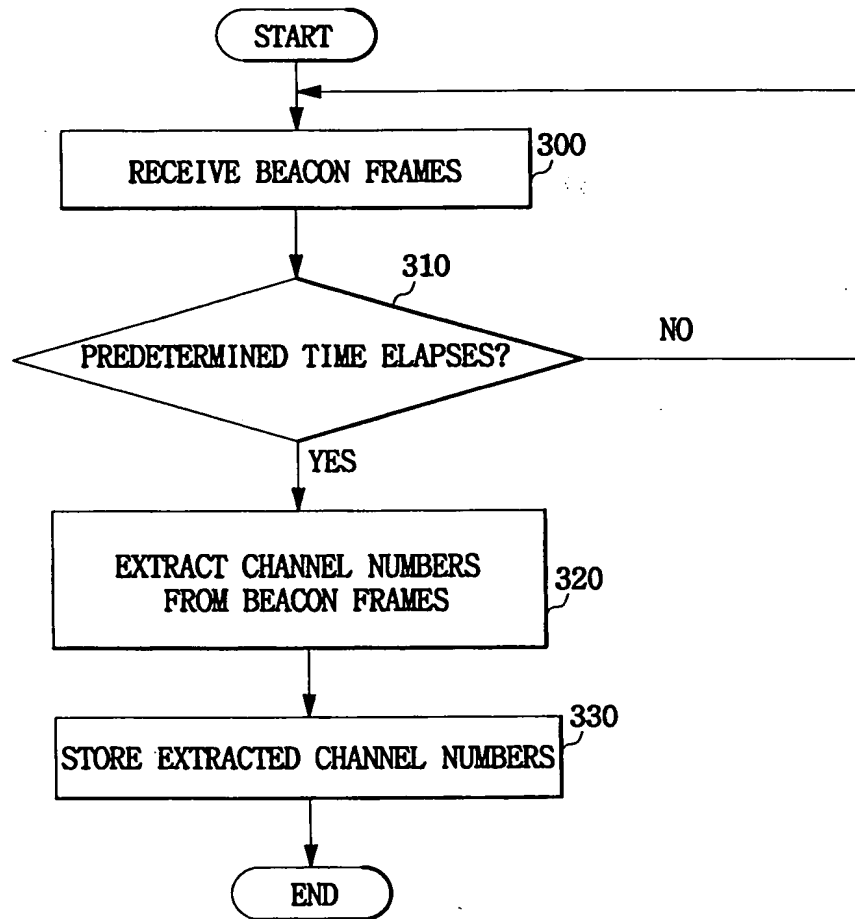 START
RECEIVE BEACON FRAMES
300
310
PREDETERMINED TIME ELAPSES?
NO
YES
EXTRACT CHANNEL NUMBERS
FROM BEACON FRAMES
320
330
STORE EXTRACTED CHANNEL NUMBERS
END